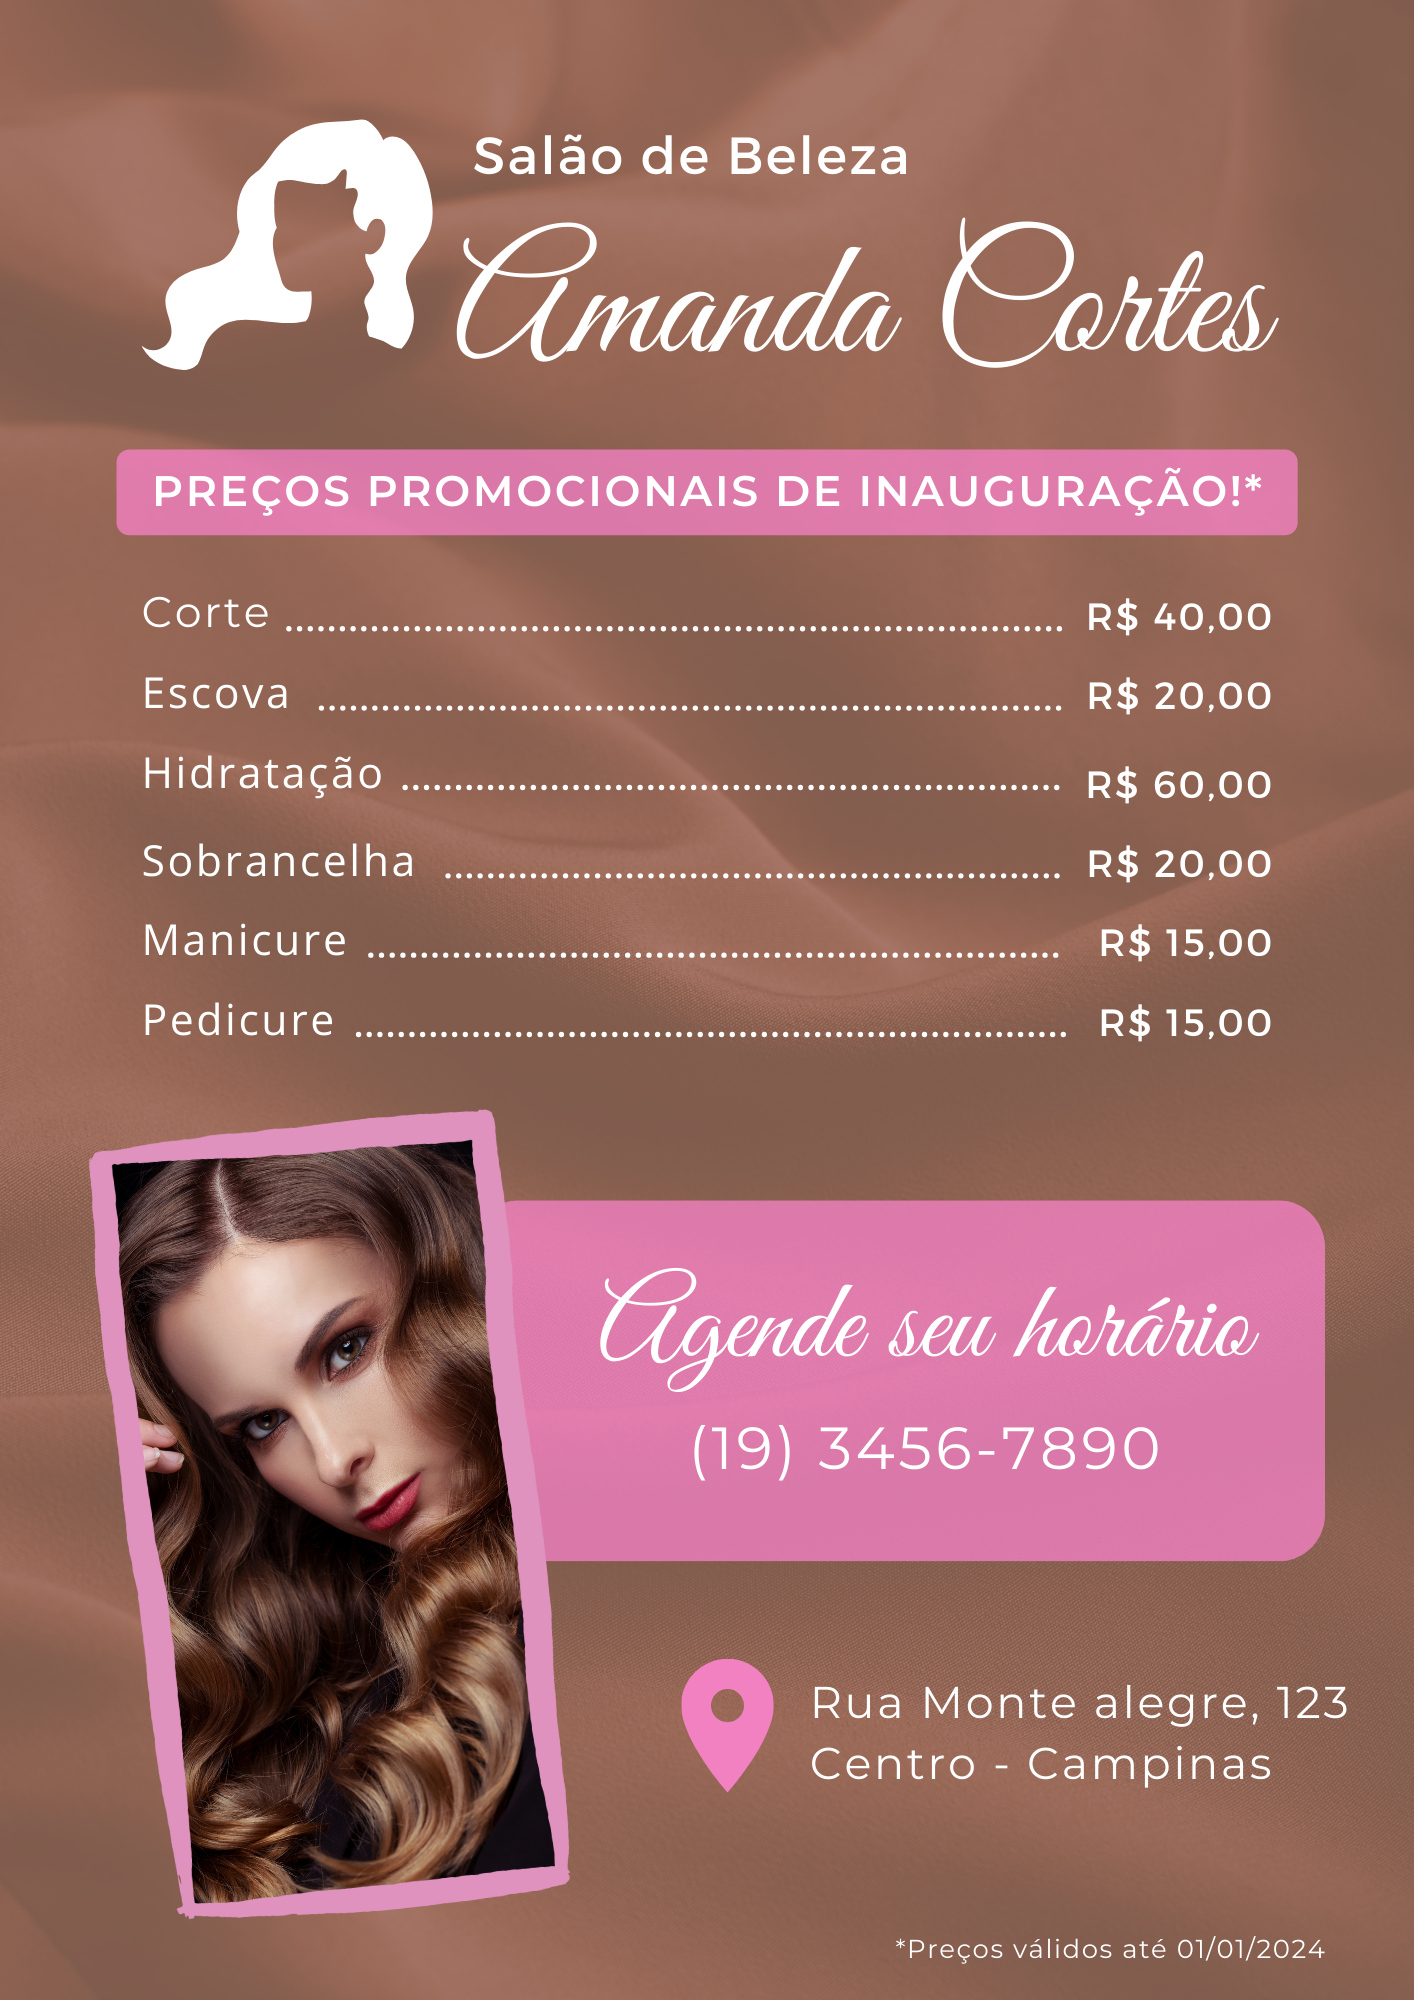 Salão de Beleza
Amanda Cortes
PREÇOS PROMOCIONAIS DE INAUGURAÇÃO!*
Corte ........................................................................ R$ 40,00
Escova ..................................................................... R$ 20,00
Hidratação ............................................................. R$ 60,00
Sobrancelha ......................................................... R$ 20,00
Manicure ................................................................ R$ 15,00
Pedicure .................................................................. R$ 15,00
Agende seu horário
(19) 3456-7890
Rua Monte alegre, 123
Centro - Campinas
*Preços válidos até 01/01/2024